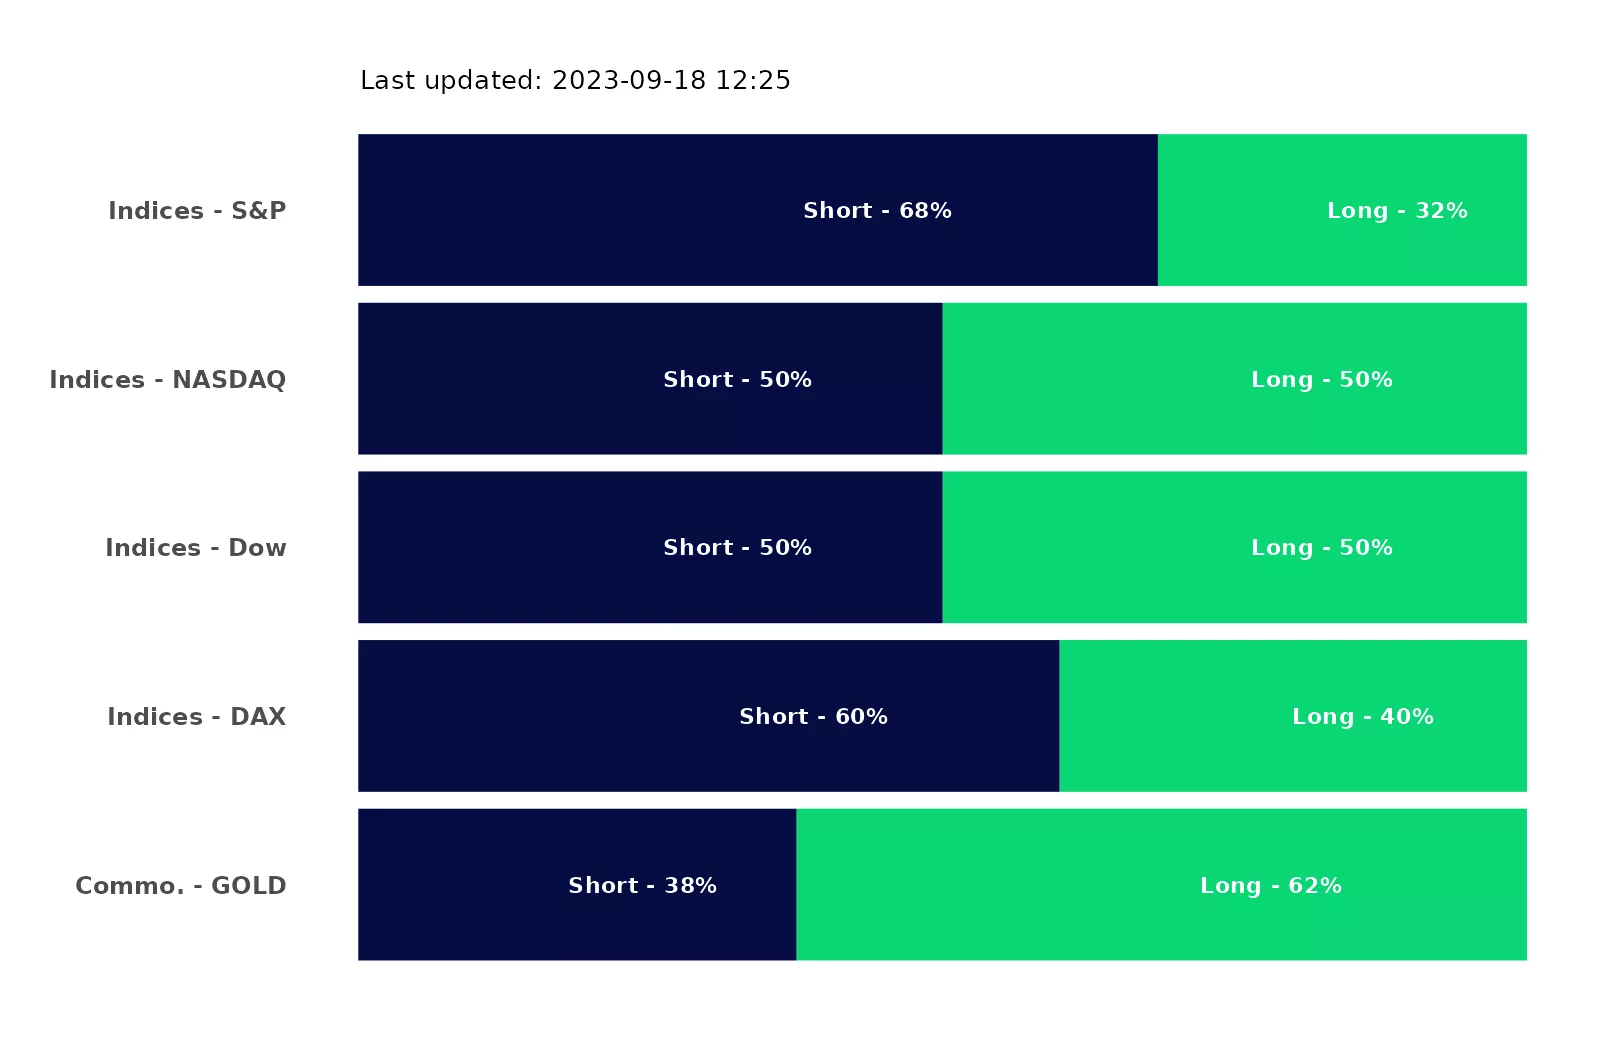 Last updated: 2023-09-18 12:25
Indices - S&P Short - 68% Long - 32%
Indices - NASDAQ Short - 50% Long - 50%
Indices - Dow Short - 50% Long - 50%
Indices - DAX Short - 60% Long - 40%
Commo. - GOLD Short - 38% Long - 62%